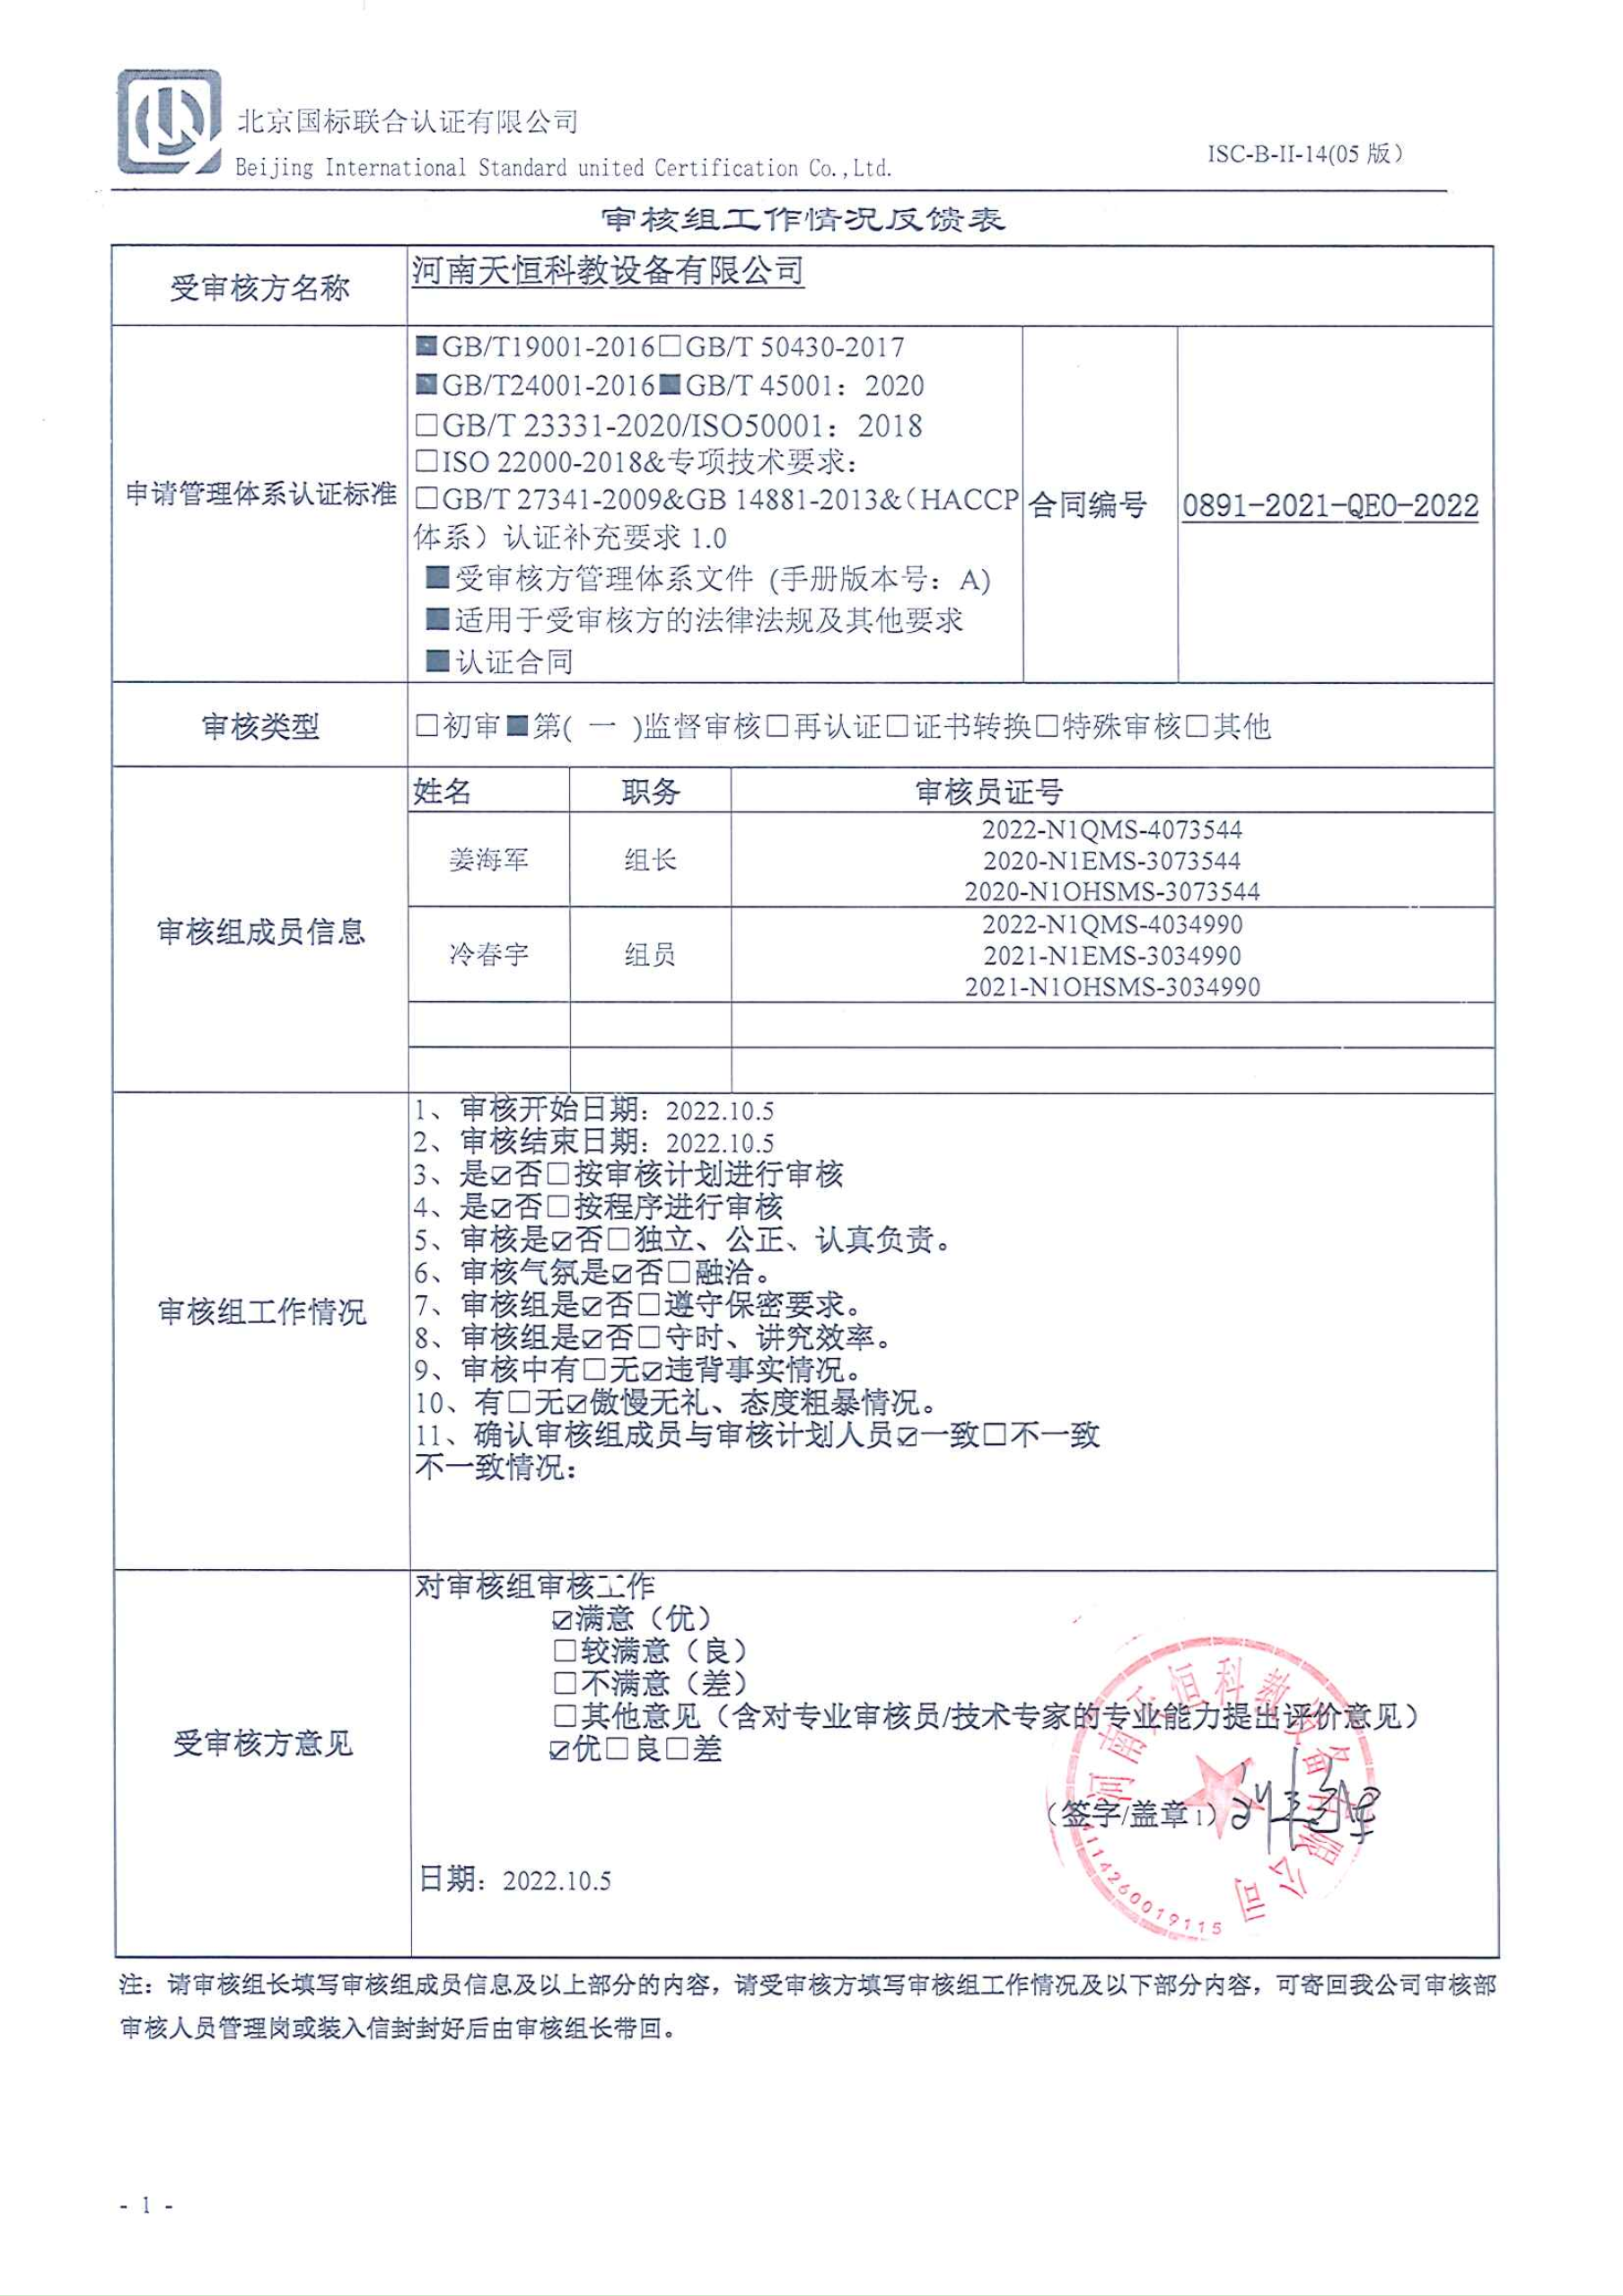 北京国标联合认证有限公司
Beijing International Standard united Certification Co.,Ltd.
ISC-B-II-14(05 版)
审核组工作情况反馈表
受审核方名称
河南天恒科教设备有限公司
申请管理体系认证标准
■GB/T19001-2016□GB/T 50430-2017
■GB/T24001-2016■GB/T 45001：2020
□GB/T 23331-2020/ISO50001：2018
□ISO 22000-2018&专项技术要求：
□GB/T 27341-2009&GB 14881-2013&（HACCP
体系）认证补充要求 1.0
■受审核方管理体系文件 (手册版本号：A)
■适用于受审核方的法律法规及其他要求
■认证合同
合同编号
0891-2021-QEO-2022
审核类型
□初审■第( 一 )监督审核□再认证□证书转换□特殊审核□其他
审核组成员信息
姓名 职务 审核员证号
姜海军 组长
2022-N1QMS-4073544
2020-N1EMS-3073544
2020-N1OHSMS-3073544
冷春宇 组员
2022-N1QMS-4034990
2021-N1EMS-3034990
2021-N1OHSMS-3034990
审核组工作情况
1、审核开始日期：2022.10.5
2、审核结束日期：2022.10.5
3、是☑否□按审核计划进行审核
4、是☑否□按程序进行审核
5、审核是☑否□独立、公正、认真负责。
6、审核气氛是☑否□融洽。
7、审核组是☑否□遵守保密要求。
8、审核组是☑否□守时、讲究效率。
9、审核中有□无☑违背事实情况。
10、有□无☑傲慢无礼、态度粗暴情况。
11、确认审核组成员与审核计划人员☑一致□不一致
不一致情况：
受审核方意见
对审核组审核工作
☑满意（优）
□较满意（良）
□不满意（差）
□其他意见（含对专业审核员/技术专家的专业能力提出评价意见）
☑优□良□差
（签字/盖章）
日期：2022.10.5
河南天恒科教设备有限公司
4114260019115
注：请审核组长填写审核组成员信息及以上部分的内容，请受审核方填写审核组工作情况及以下部分内容，可寄回我公司审核部
审核人员管理岗或装入信封封好后由审核组长带回。
- 1 -